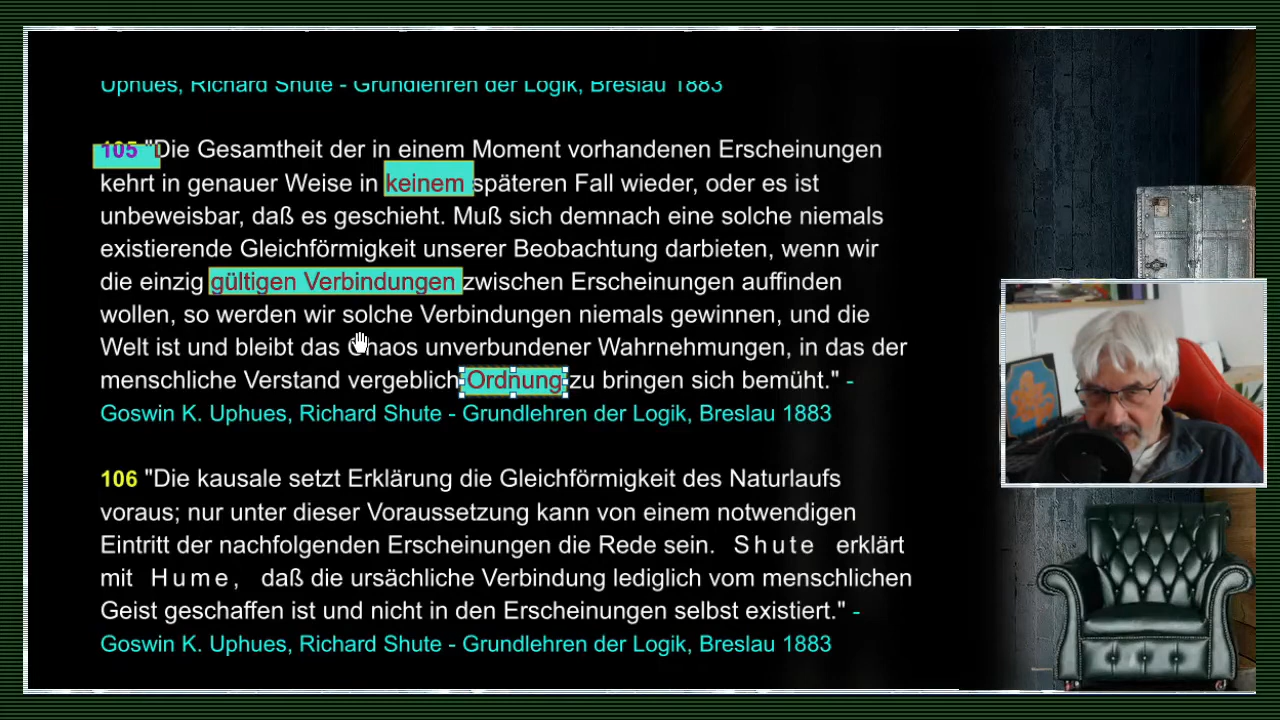 Uphues, Richard Shute - Grundlehren der Logik, Breslau 1883
105 "Die Gesamtheit der in einem Moment vorhandenen Erscheinungen
kehrt in genauer Weise in keinem späteren Fall wieder, oder es ist
unbeweisbar, daß es geschieht. Muß sich demnach eine solche niemals
existierende Gleichförmigkeit unserer Beobachtung darbieten, wenn wir
die einzig gültigen Verbindungen zwischen Erscheinungen auffinden
wollen, so werden wir solche Verbindungen niemals gewinnen, und die
Welt ist und bleibt das Chaos unverbundener Wahrnehmungen, in das der
menschliche Verstand vergeblich Ordnung zu bringen sich bemüht." -
Goswin K. Uphues, Richard Shute - Grundlehren der Logik, Breslau 1883
106 "Die kausale setzt Erklärung die Gleichförmigkeit des Naturlaufs
voraus; nur unter dieser Voraussetzung kann von einem notwendigen
Eintritt der nachfolgenden Erscheinungen die Rede sein. Shute erklärt
mit Hume, daß die ursächliche Verbindung lediglich vom menschlichen
Geist geschaffen ist und nicht in den Erscheinungen selbst existiert." -
Goswin K. Uphues, Richard Shute - Grundlehren der Logik, Breslau 1883